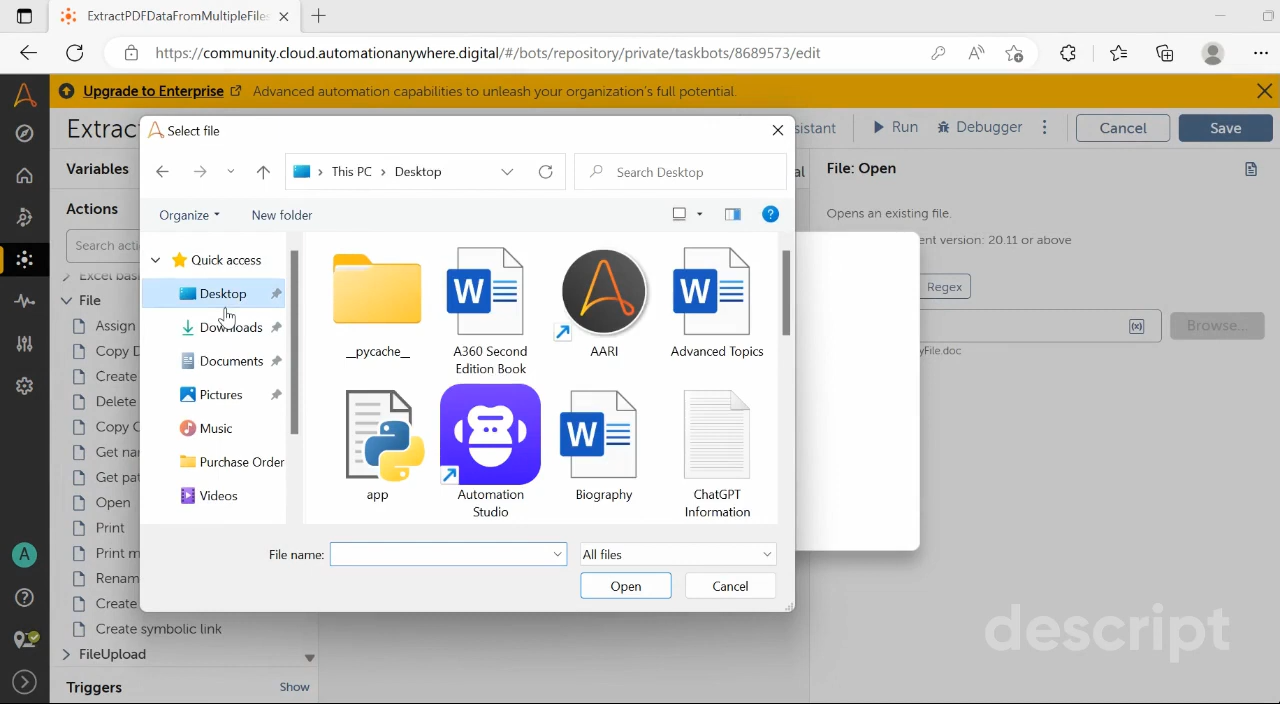 ExtractPDFDataFromMultipleFiles
https://community.cloud.automationanywhere.digital/#/bots/repository/private/taskbots/8689573/edit
Upgrade to Enterprise
Advanced automation capabilities to unleash your organization's full potential.
Extrac
sistant
Run
Debugger
Cancel
Save
Variables
Actions
Search acti
Excel bas
File
Assign
Copy D
Create
Delete
Copy C
Get na
Get pat
Open
Print
Print m
Renam
Create
Create symbolic link
FileUpload
Triggers
Show
A
Select file
This PC
Desktop
Search Desktop
Organize
New folder
Quick access
Desktop
Downloads
Documents
Pictures
Music
Purchase Order
Videos
__pycache__
A360 Second
Edition Book
AARI
Advanced Topics
app
Automation
Studio
Biography
ChatGPT
Information
File name:
All files
Open
Cancel
al
File: Open
Opens an existing file.
ent version: 20.11 or above
Regex
(x)
Browse...
yFile.doc
descript